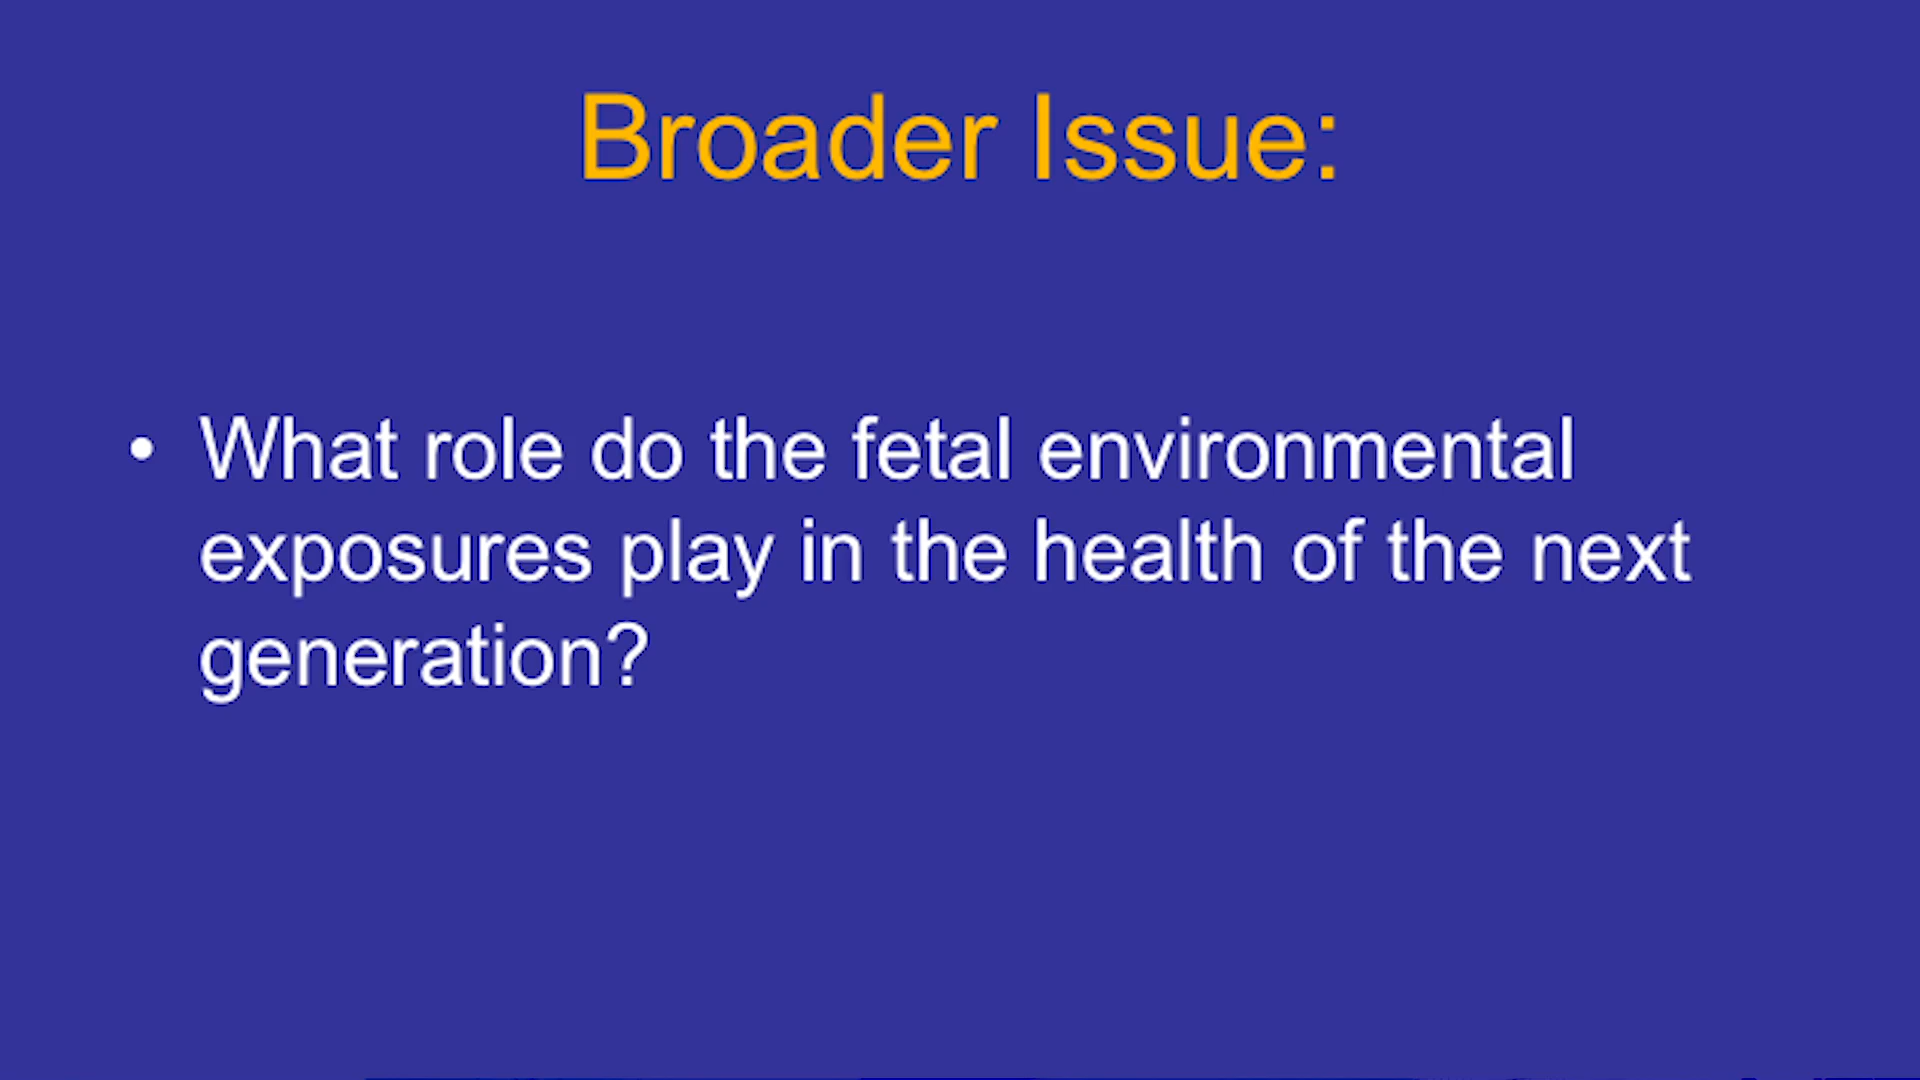 Broader Issue:
• What role do the fetal environmental
exposures play in the health of the next
generation?